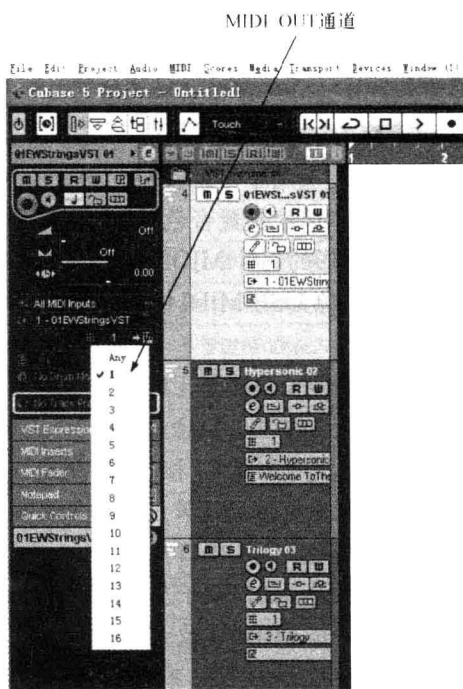 MIDI OUT通道
File Edit Project Audio MIDI Scores Media Transport Devices Window (1)
Cubase 5 Project - Untitled1
Touch
01EWStringsVST 01
2
Off
Off
0.00
All MIDI Inputs
1 - 01EWStringsVST
1
Any
✓ 1
2
3
4
5
6
7
8
9
10
11
12
13
14
15
16
VST Expression
MIDI Inserts
MIDI Fader
Notepad
Quick Controls
01EWStringsV
4
M S 01EWSt...sVST 01
R W
1
1 - 01EWString
5
M S Hypersonic 02
R W
1
2 - Hypersonic
Welcome ToThe
6
M S Trilogy 03
R W
1
3 - Trilogy